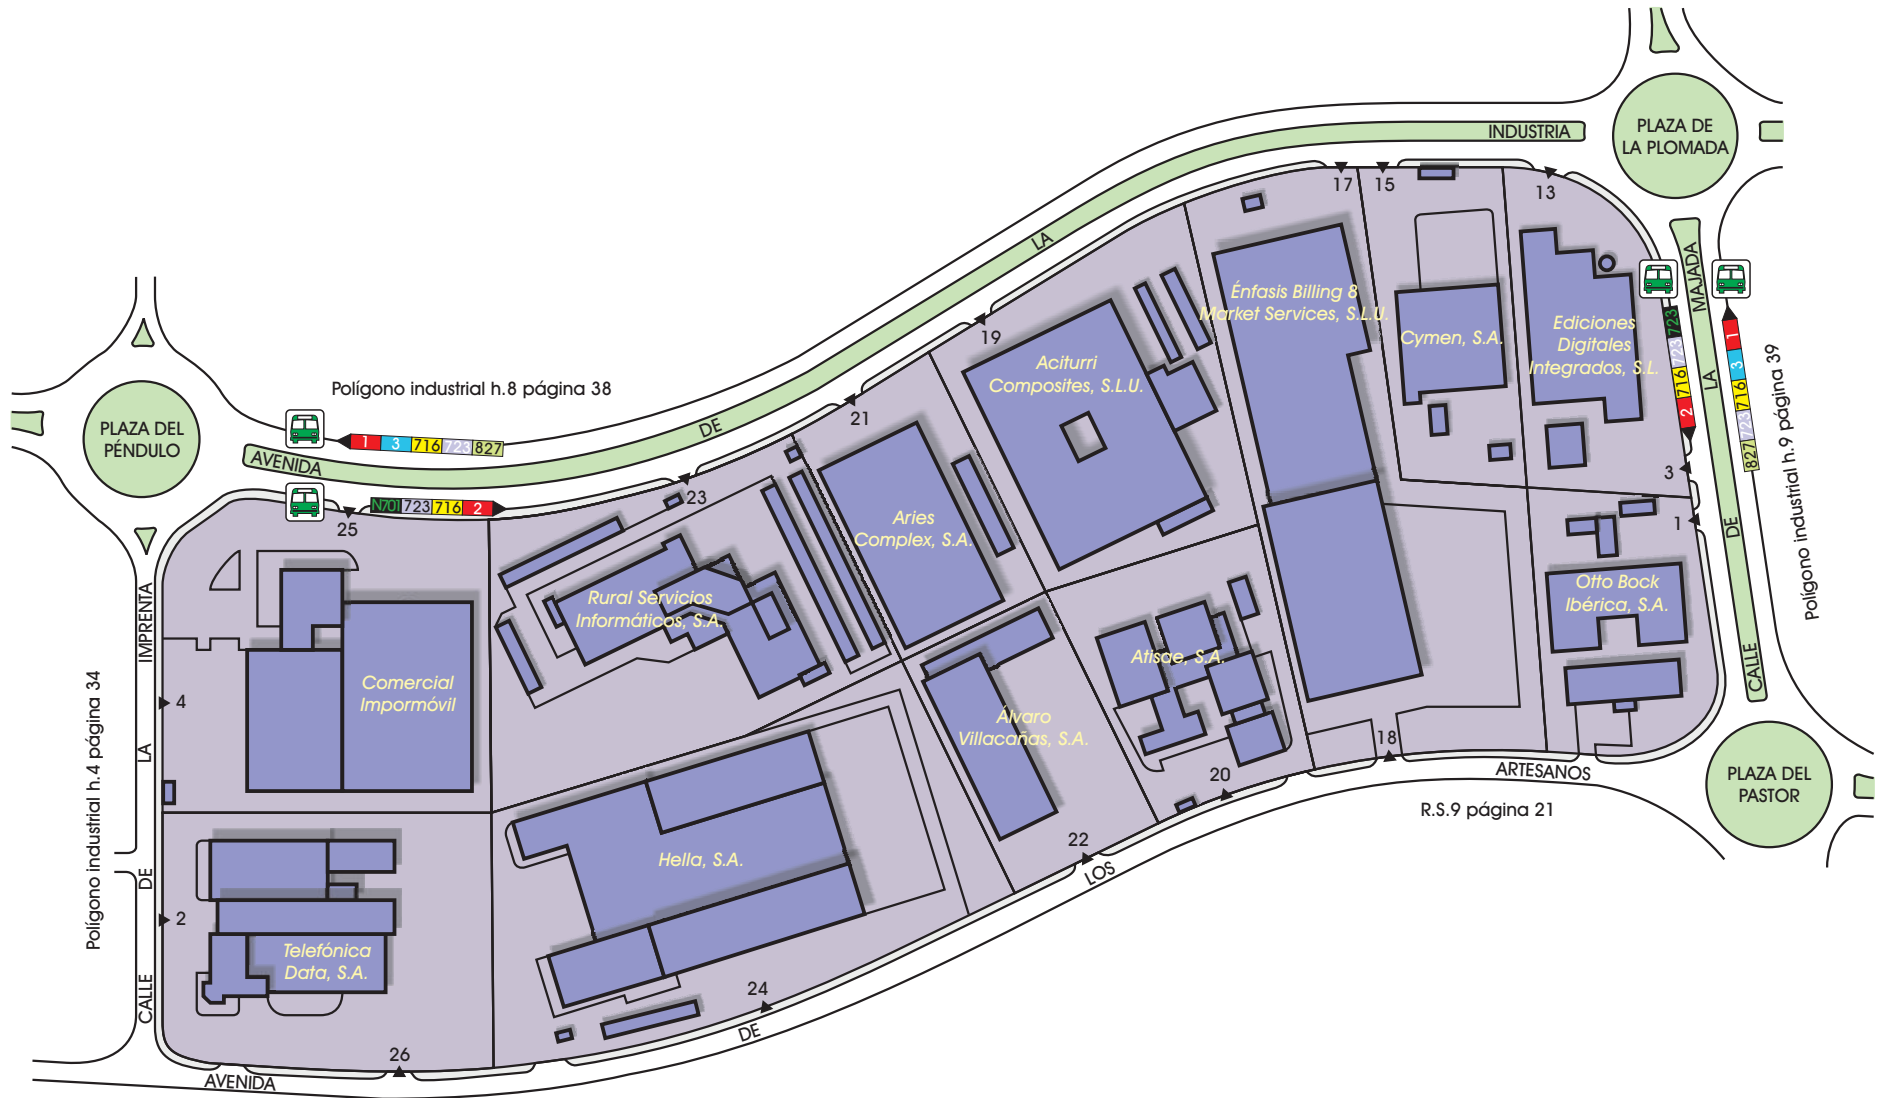 PLAZA DE
LA PLOMADA
INDUSTRIA
LA
DE
AVENIDA
17
15
13
19
21
23
25
Polígono industrial h.8 página 38
PLAZA DEL
PÉNDULO
1 3 716 723 827
N701 723 716 2
MAJADA
LA
DE
CALLE
723 723 716 2
1 3 716 723 827
Polígono industrial h.9 página 39
3
1
Énfasis Billing 8
Market Services, S.L.U.
Cymen, S.A.
Ediciones
Digitales
Integrados, S.L.
Aciturri
Composites, S.L.U.
Aries
Complex, S.A.
Rural Servicios
Informáticos, S.A.
Otto Bock
Ibérica, S.A.
Atisae, S.A.
Álvaro
Villacañas, S.A.
Comercial
Impormóvil
Hella, S.A.
Telefónica
Data, S.A.
IMPRENTA
LA
DE
CALLE
Polígono industrial h.4 página 34
4
2
26
24
22
20
18
AVENIDA
DE
LOS
ARTESANOS
R.S.9 página 21
PLAZA DEL
PASTOR